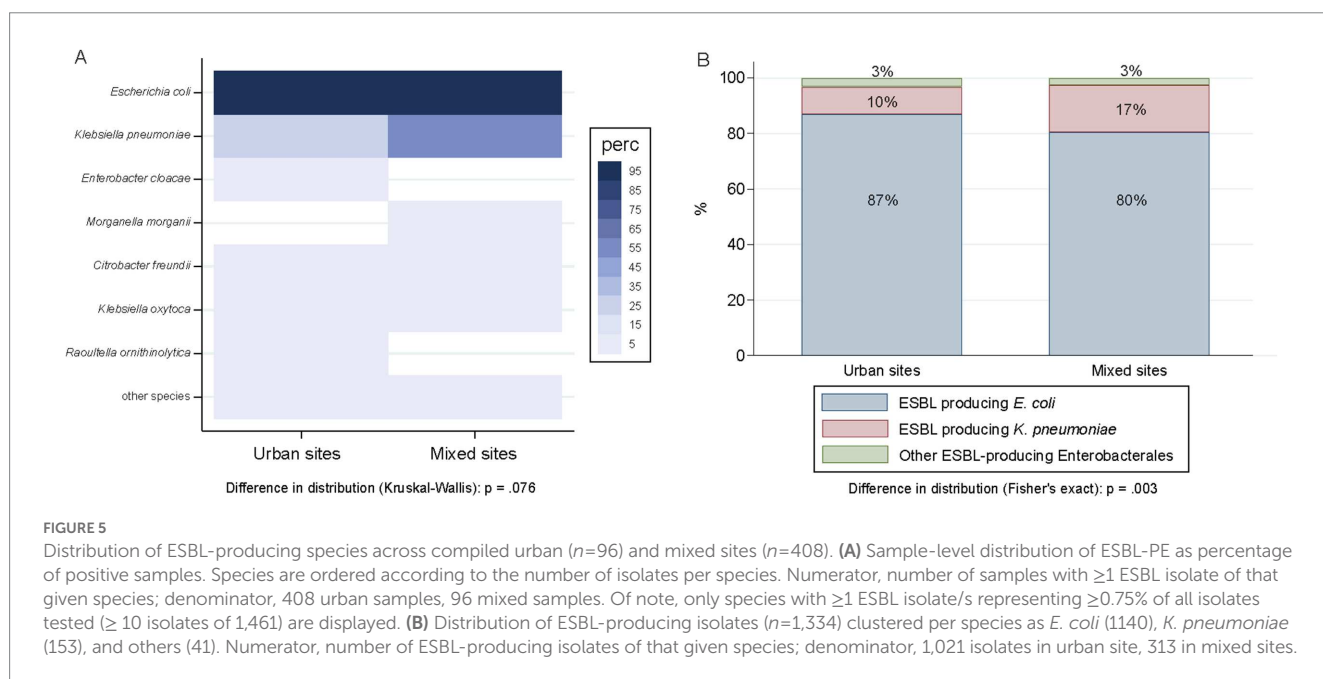 A
Escherichia coli
Klebsiella pneumoniae
Enterobacter cloacae
Morganella morganii
Citrobacter freundii
Klebsiella oxytoca
Raoultella ornithinolytica
other species
Urban sites
Mixed sites
perc
95
85
75
65
55
45
35
25
15
5
Difference in distribution (Kruskal-Wallis): p = .076
B
100
80
60
40
20
0
%
3%
10%
87%
3%
17%
80%
Urban sites
Mixed sites
ESBL producing E. coli
ESBL producing K. pneumoniae
Other ESBL-producing Enterobacterales
Difference in distribution (Fisher's exact): p = .003
FIGURE 5
Distribution of ESBL-producing species across compiled urban (n=96) and mixed sites (n=408). (A) Sample-level distribution of ESBL-PE as percentage
of positive samples. Species are ordered according to the number of isolates per species. Numerator, number of samples with ≥1 ESBL isolate of that
given species; denominator, 408 urban samples, 96 mixed samples. Of note, only species with ≥1 ESBL isolate/s representing ≥0.75% of all isolates
tested (≥ 10 isolates of 1,461) are displayed. (B) Distribution of ESBL-producing isolates (n=1,334) clustered per species as E. coli (1140), K. pneumoniae
(153), and others (41). Numerator, number of ESBL-producing isolates of that given species; denominator, 1,021 isolates in urban site, 313 in mixed sites.